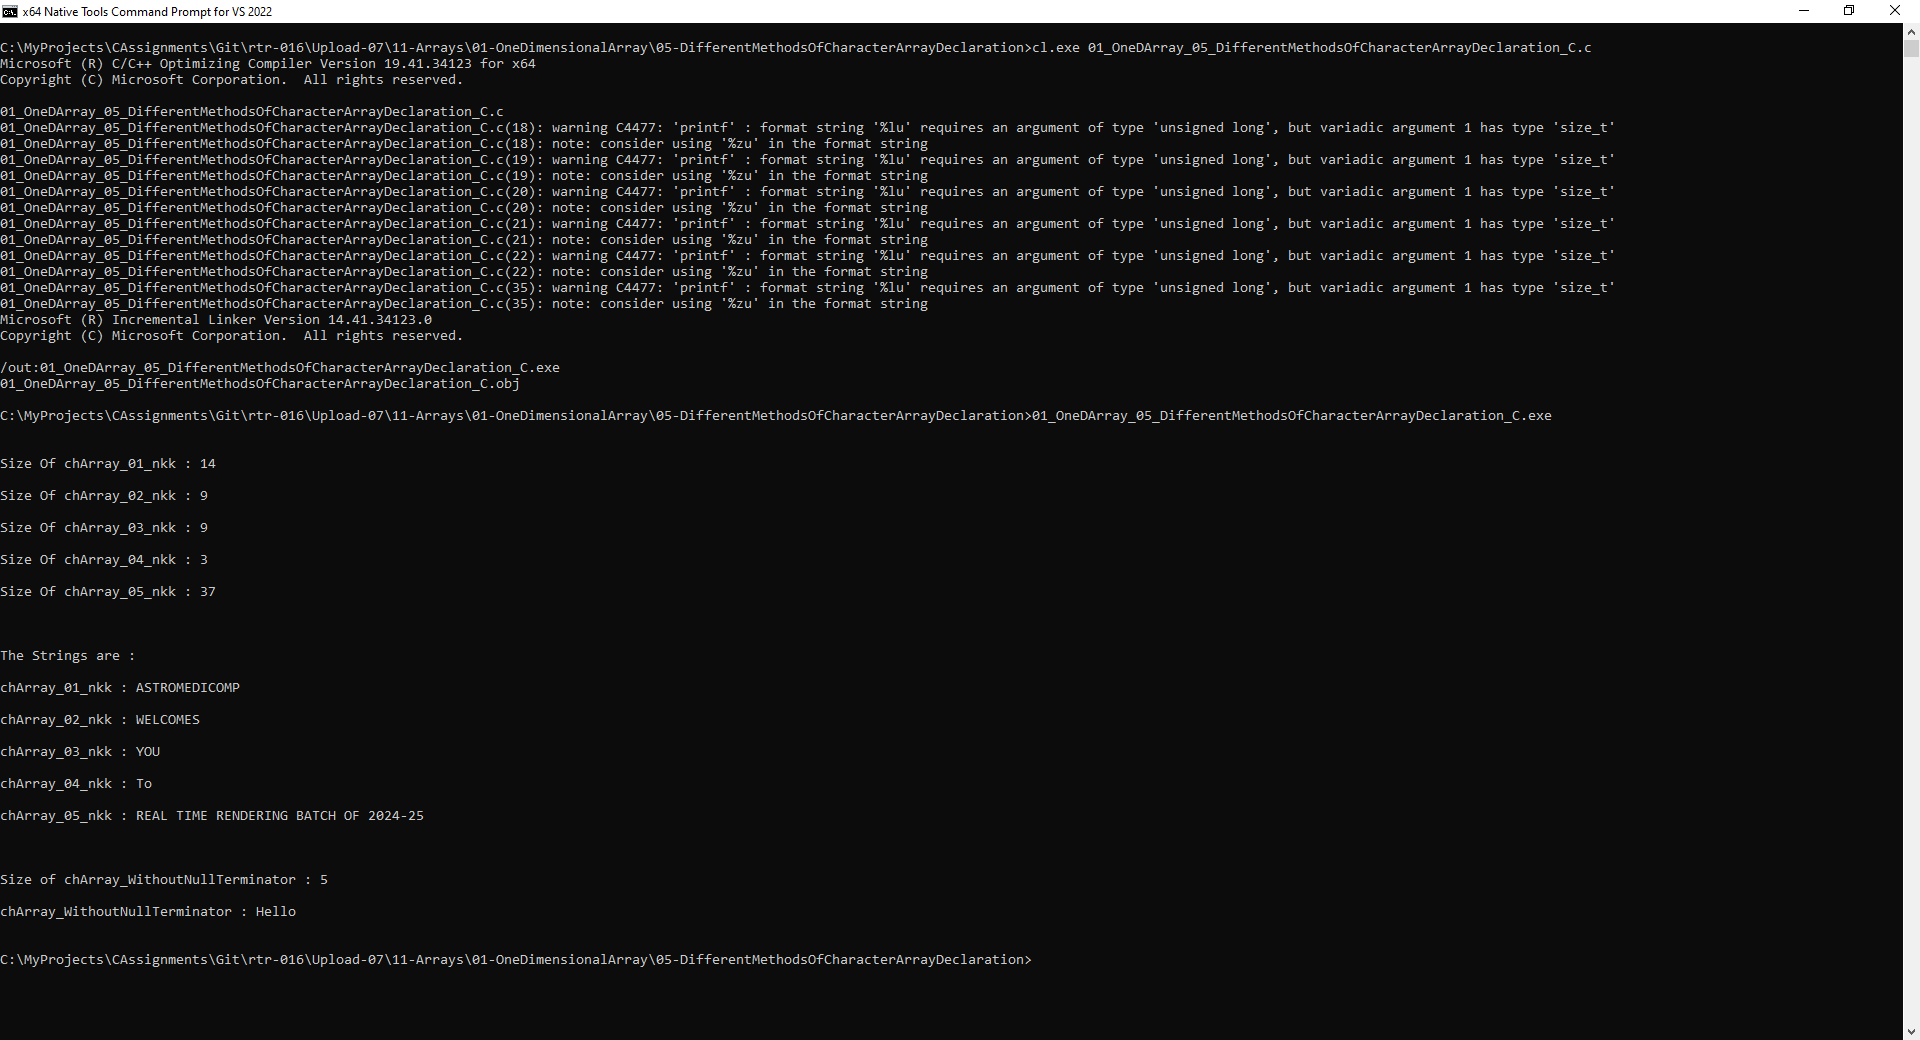 x64 Native Tools Command Prompt for VS 2022
C:\MyProjects\CAssignments\Git\rtr-016\Upload-07\11-Arrays\01-OneDimensionalArray\05-DifferentMethodsOfCharacterArrayDeclaration>cl.exe 01_OneDArray_05_DifferentMethodsOfCharacterArrayDeclaration_C.c
Microsoft (R) C/C++ Optimizing Compiler Version 19.41.34123 for x64
Copyright (C) Microsoft Corporation.  All rights reserved.
01_OneDArray_05_DifferentMethodsOfCharacterArrayDeclaration_C.c
01_OneDArray_05_DifferentMethodsOfCharacterArrayDeclaration_C.c(18): warning C4477: 'printf' : format string '%lu' requires an argument of type 'unsigned long', but variadic argument 1 has type 'size_t'
01_OneDArray_05_DifferentMethodsOfCharacterArrayDeclaration_C.c(18): note: consider using '%zu' in the format string
01_OneDArray_05_DifferentMethodsOfCharacterArrayDeclaration_C.c(19): warning C4477: 'printf' : format string '%lu' requires an argument of type 'unsigned long', but variadic argument 1 has type 'size_t'
01_OneDArray_05_DifferentMethodsOfCharacterArrayDeclaration_C.c(19): note: consider using '%zu' in the format string
01_OneDArray_05_DifferentMethodsOfCharacterArrayDeclaration_C.c(20): warning C4477: 'printf' : format string '%lu' requires an argument of type 'unsigned long', but variadic argument 1 has type 'size_t'
01_OneDArray_05_DifferentMethodsOfCharacterArrayDeclaration_C.c(20): note: consider using '%zu' in the format string
01_OneDArray_05_DifferentMethodsOfCharacterArrayDeclaration_C.c(21): warning C4477: 'printf' : format string '%lu' requires an argument of type 'unsigned long', but variadic argument 1 has type 'size_t'
01_OneDArray_05_DifferentMethodsOfCharacterArrayDeclaration_C.c(21): note: consider using '%zu' in the format string
01_OneDArray_05_DifferentMethodsOfCharacterArrayDeclaration_C.c(22): warning C4477: 'printf' : format string '%lu' requires an argument of type 'unsigned long', but variadic argument 1 has type 'size_t'
01_OneDArray_05_DifferentMethodsOfCharacterArrayDeclaration_C.c(22): note: consider using '%zu' in the format string
01_OneDArray_05_DifferentMethodsOfCharacterArrayDeclaration_C.c(35): warning C4477: 'printf' : format string '%lu' requires an argument of type 'unsigned long', but variadic argument 1 has type 'size_t'
01_OneDArray_05_DifferentMethodsOfCharacterArrayDeclaration_C.c(35): note: consider using '%zu' in the format string
Microsoft (R) Incremental Linker Version 14.41.34123.0
Copyright (C) Microsoft Corporation.  All rights reserved.
/out:01_OneDArray_05_DifferentMethodsOfCharacterArrayDeclaration_C.exe
01_OneDArray_05_DifferentMethodsOfCharacterArrayDeclaration_C.obj
C:\MyProjects\CAssignments\Git\rtr-016\Upload-07\11-Arrays\01-OneDimensionalArray\05-DifferentMethodsOfCharacterArrayDeclaration>01_OneDArray_05_DifferentMethodsOfCharacterArrayDeclaration_C.exe
Size Of chArray_01_nkk : 14
Size Of chArray_02_nkk : 9
Size Of chArray_03_nkk : 9
Size Of chArray_04_nkk : 3
Size Of chArray_05_nkk : 37
The Strings are :
chArray_01_nkk : ASTROMEDICOMP
chArray_02_nkk : WELCOMES
chArray_03_nkk : YOU
chArray_04_nkk : To
chArray_05_nkk : REAL TIME RENDERING BATCH OF 2024-25
Size of chArray_WithoutNullTerminator : 5
chArray_WithoutNullTerminator : Hello
C:\MyProjects\CAssignments\Git\rtr-016\Upload-07\11-Arrays\01-OneDimensionalArray\05-DifferentMethodsOfCharacterArrayDeclaration>